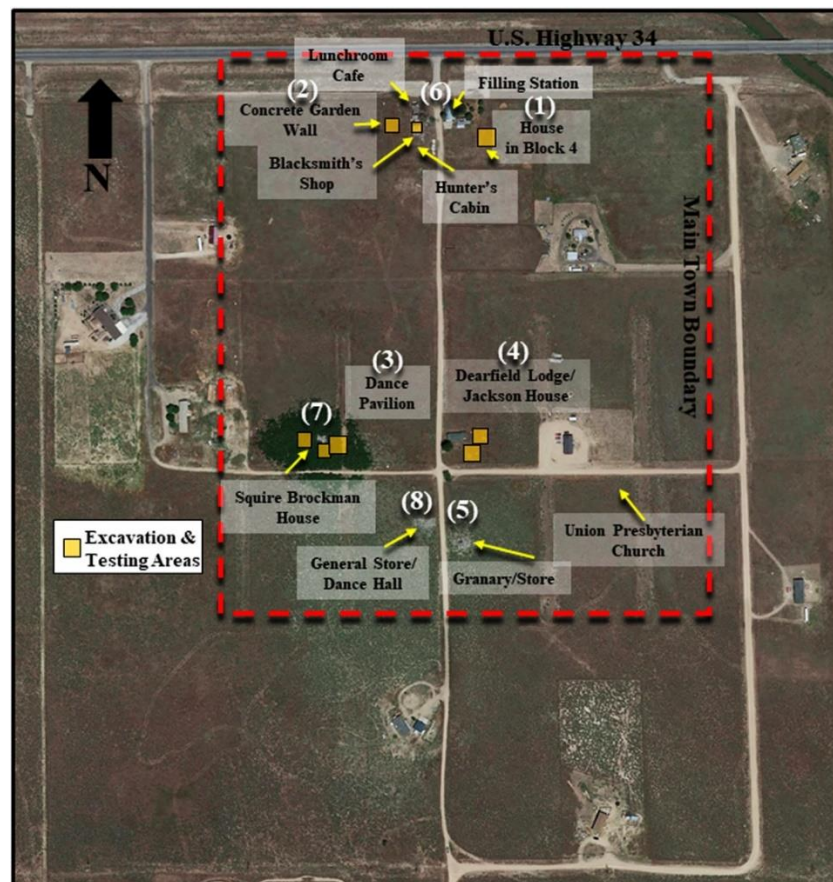 U.S. Highway 34
Lunchroom
Cafe
(6)
Filling Station
(2)
Concrete Garden
Wall
(1)
House
in Block 4
Blacksmith's
Shop
Hunter's
Cabin
N
Main Town Boundary
(3)
Dance
Pavilion
(4)
Dearfield Lodge/
Jackson House
(7)
Squire Brockman
House
(8)
General Store/
Dance Hall
(5)
Granary/Store
Union Presbyterian
Church
Excavation &
Testing Areas